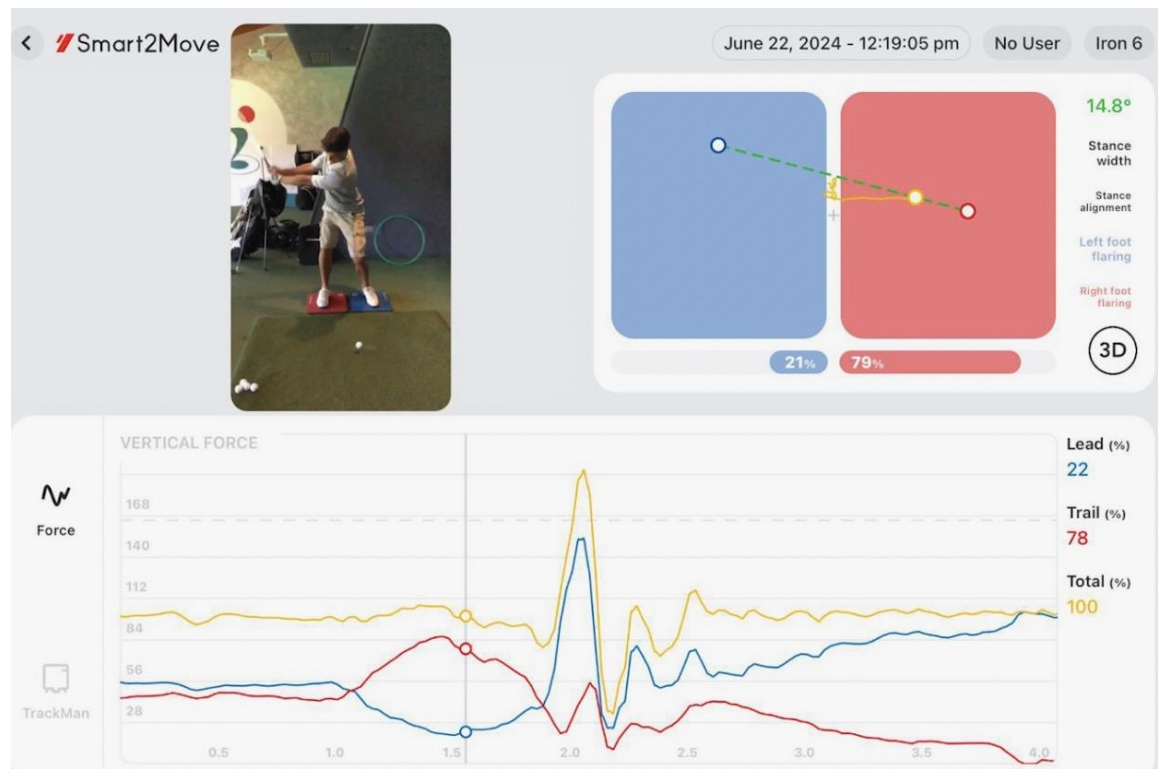 Smart2Move
June 22, 2024 - 12:19:05 pm
No User
Iron 6
14.8°
Stance
width
Stance
alignment
Left foot
flaring
Right foot
flaring
3D
21%
79%
VERTICAL FORCE
168
140
112
84
56
28
0.5 1.0 1.5 2.0 2.5 3.0 3.5 4.0
Force
TrackMan
Lead (%)
22
Trail (%)
78
Total (%)
100